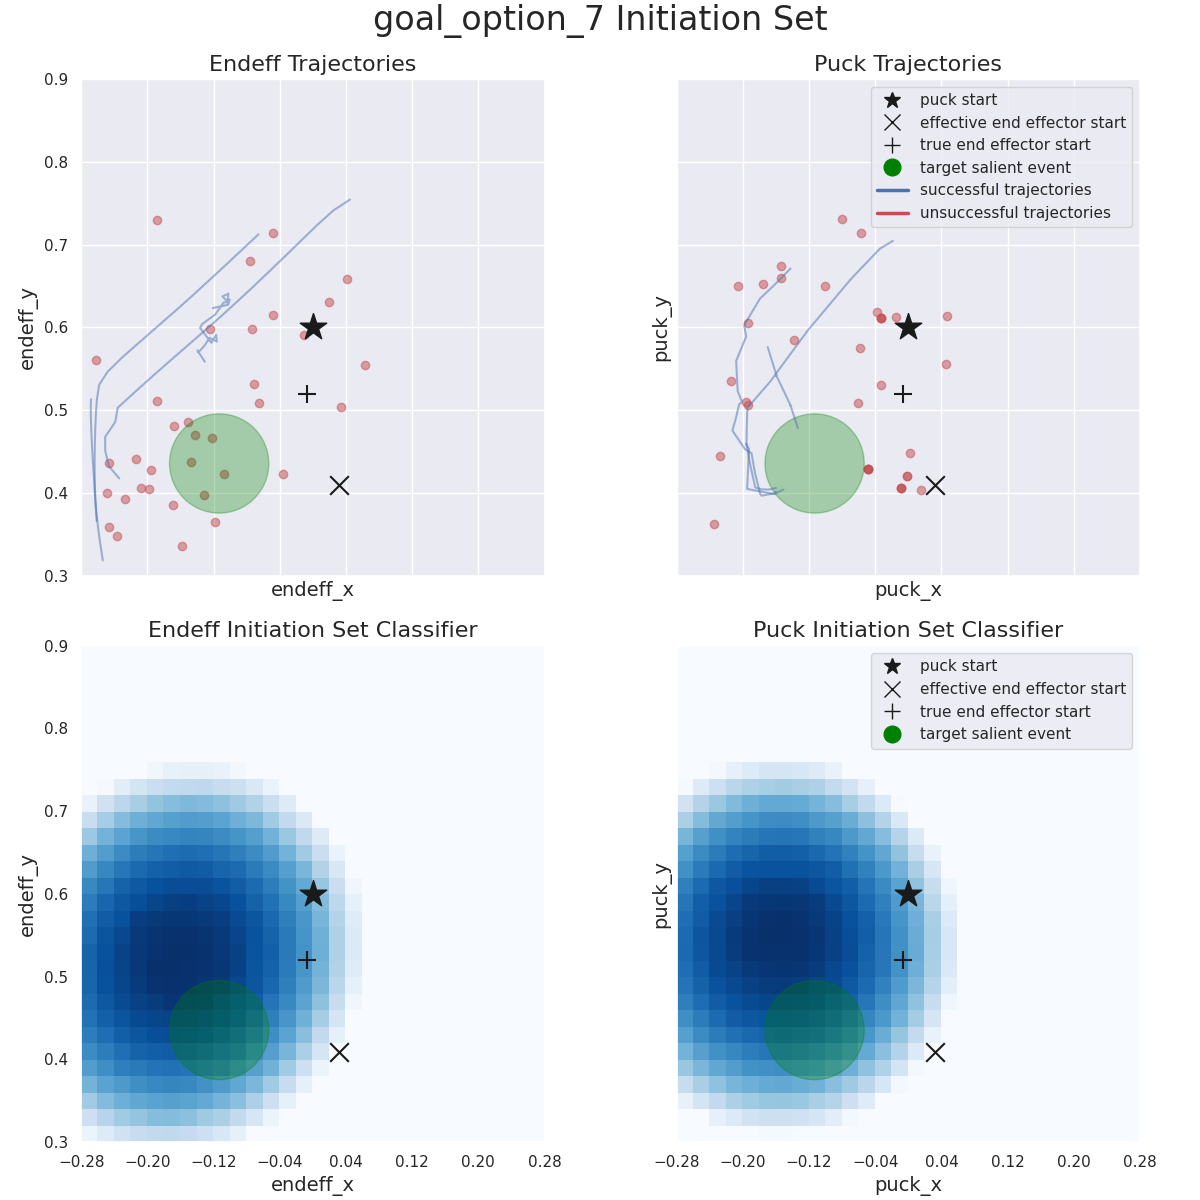 goal_option_7 Initiation Set
Endeff Trajectories
0.9
0.8
0.7
0.6
0.5
0.4
0.3
endeff_y
endeff_x
Puck Trajectories
puck start
effective end effector start
true end effector start
target salient event
successful trajectories
unsuccessful trajectories
puck_y
puck_x
Endeff Initiation Set Classifier
0.9
0.8
0.7
0.6
0.5
0.4
0.3
endeff_y
−0.28 −0.20 −0.12 −0.04 0.04 0.12 0.20 0.28
endeff_x
Puck Initiation Set Classifier
puck start
effective end effector start
true end effector start
target salient event
puck_y
−0.28 −0.20 −0.12 −0.04 0.04 0.12 0.20 0.28
puck_x